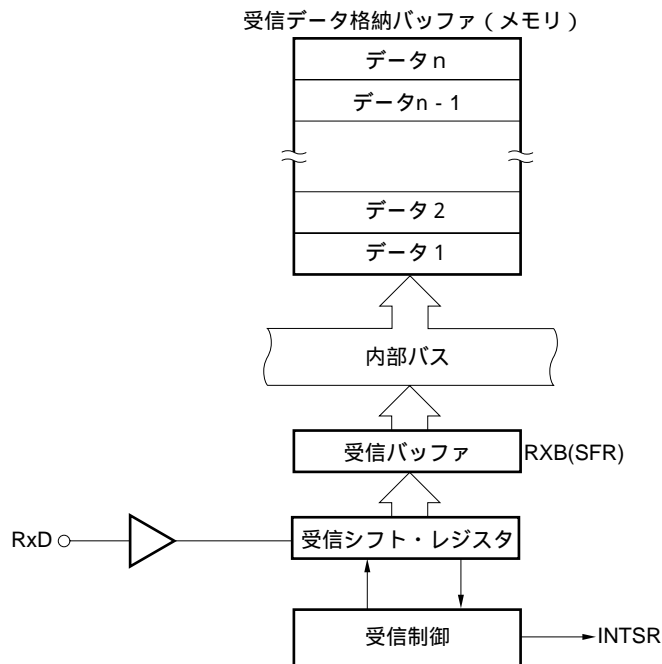 受信データ格納バッファ（メモリ）
データn
データn - 1
データ2
データ1
内部バス
受信バッファ
RXB(SFR)
RxD
受信シフト・レジスタ
受信制御
INTSR